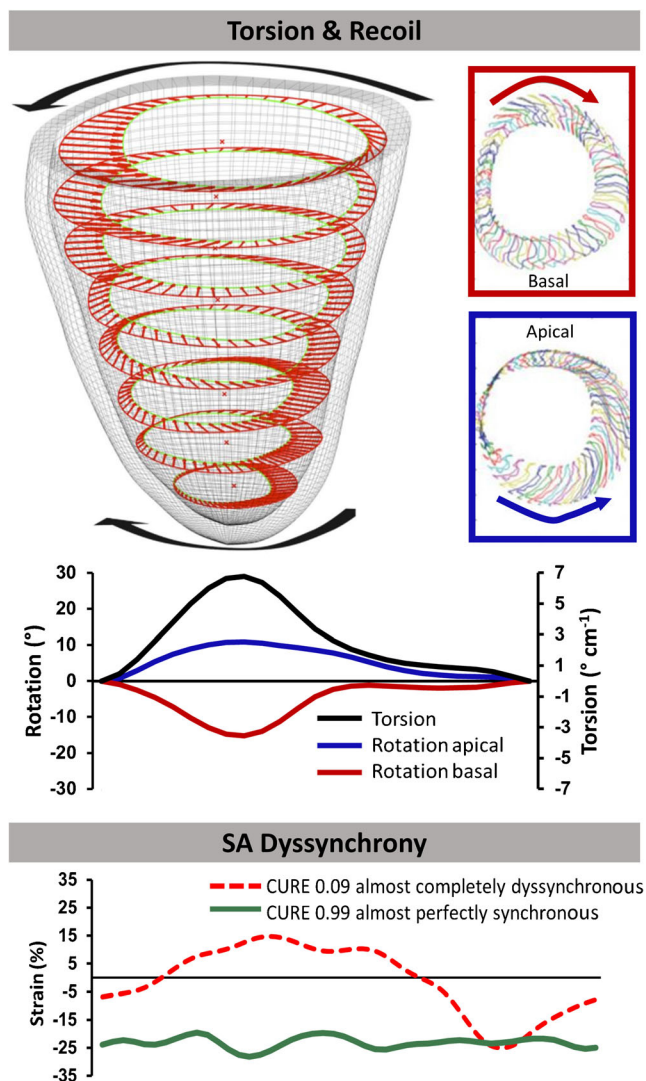 Torsion & Recoil
Basal
Apical
30
20
10
0
-10
-20
-30
Rotation (°)
7
5
3
1
-1
-3
-5
-7
Torsion (° cm-1)
Torsion
Rotation apical
Rotation basal
SA Dyssynchrony
35
25
15
5
-5
-15
-25
-35
Strain (%)
CURE 0.09 almost completely dyssynchronous
CURE 0.99 almost perfectly synchronous